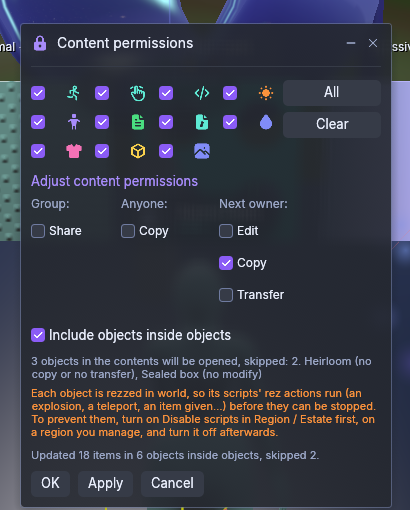 Content permissions
mal
ssiv
All
Clear
Adjust content permissions
Group:
Anyone:
Next owner:
Share
Copy
Edit
Copy
Transfer
Include objects inside objects
3 objects in the contents will be opened, skipped: 2. Heirloom (no
copy or no transfer), Sealed box (no modify)
Each object is rezzed in world, so its scripts' rez actions run (an
explosion, a teleport, an item given...) before they can be stopped.
To prevent them, turn on Disable scripts in Region / Estate first, on
a region you manage, and turn it off afterwards.
Updated 18 items in 6 objects inside objects, skipped 2.
OK
Apply
Cancel